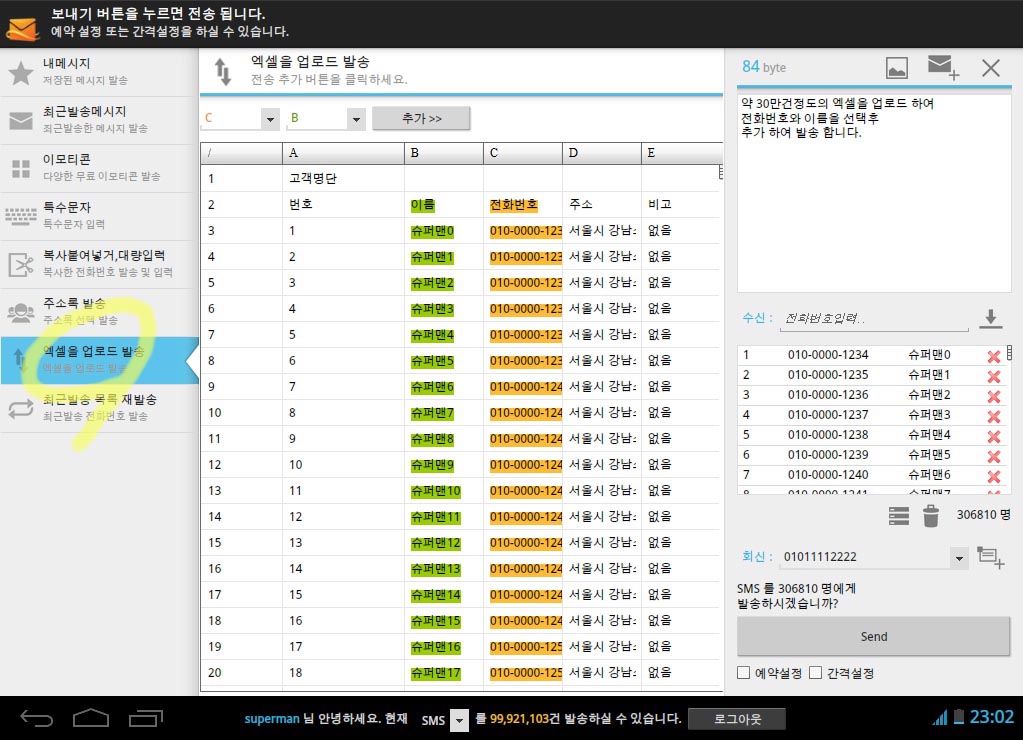 보내기 버튼을 누르면 전송 됩니다.
예약 설정 또는 간격설정을 하실 수 있습니다.
내메시지
저장된 메시지 발송
최근발송메시지
최근발송한 메시지 발송
이모티콘
다양한 무료 이모티콘 발송
특수문자
특수문자 입력
복사붙여넣거,대량입력
복사한 전화번호 발송 및 입력
주소록 발송
주소록 선택 발송
엑셀을 업로드 발송
엑셀을 업로드 발송
최근발송 목록 재발송
최근발송 전화번호 발송
엑셀을 업로드 발송
전송 추가 버튼을 클릭하세요.
C B 추가 >>
/ A B C D E
1 고객명단
2 번호 이름 전화번호 주소 비고
3 1 슈퍼맨0 010-0000-123 서울시 강남 없음
4 2 슈퍼맨1 010-0000-123 서울시 강남 없음
5 3 슈퍼맨2 010-0000-123 서울시 강남 없음
6 4 슈퍼맨3 010-0000-123 서울시 강남 없음
7 5 슈퍼맨4 010-0000-123 서울시 강남 없음
8 6 슈퍼맨5 010-0000-123 서울시 강남 없음
9 7 슈퍼맨6 010-0000-124 서울시 강남 없음
10 8 슈퍼맨7 010-0000-124 서울시 강남 없음
11 9 슈퍼맨8 010-0000-124 서울시 강남 없음
12 10 슈퍼맨9 010-0000-124 서울시 강남 없음
13 11 슈퍼맨10 010-0000-124 서울시 강남 없음
14 12 슈퍼맨11 010-0000-124 서울시 강남 없음
15 13 슈퍼맨12 010-0000-124 서울시 강남 없음
16 14 슈퍼맨13 010-0000-124 서울시 강남 없음
17 15 슈퍼맨14 010-0000-124 서울시 강남 없음
18 16 슈퍼맨15 010-0000-124 서울시 강남 없음
19 17 슈퍼맨16 010-0000-125 서울시 강남 없음
20 18 슈퍼맨17 010-0000-125 서울시 강남 없음
84 byte
약 30만건정도의 엑셀을 업로드 하여
전화번호와 이름을 선택후
추가 하여 발송 합니다.
수신 : 전화번호입력..
1 010-0000-1234 슈퍼맨0
2 010-0000-1235 슈퍼맨1
3 010-0000-1236 슈퍼맨2
4 010-0000-1237 슈퍼맨3
5 010-0000-1238 슈퍼맨4
6 010-0000-1239 슈퍼맨5
7 010-0000-1240 슈퍼맨6
8 010-0000-1241 슈퍼맨7
306810 명
회신 : 01011112222
SMS 를 306810 명에게
발송하시겠습니까?
Send
예약설정 간격설정
superman 님 안녕하세요. 현재 SMS 를 99,921,103건 발송하실 수 있습니다. 로그아웃
23:02